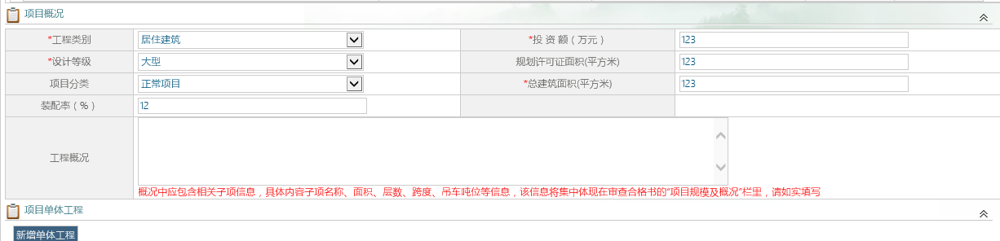 项目概况
*工程类别 居住建筑 *投 资 额（万元） 123
*设计等级 大型 规划许可证面积(平方米) 123
项目分类 正常项目 *总建筑面积(平方米) 123
装配率（%） 12
工程概况
概况中应包含相关子项信息，具体内容子项名称、面积、层数、跨度、吊车吨位等信息，该信息将集中体现在审查合格书的“项目规模及概况”栏里，请如实填写
项目单体工程
新增单体工程